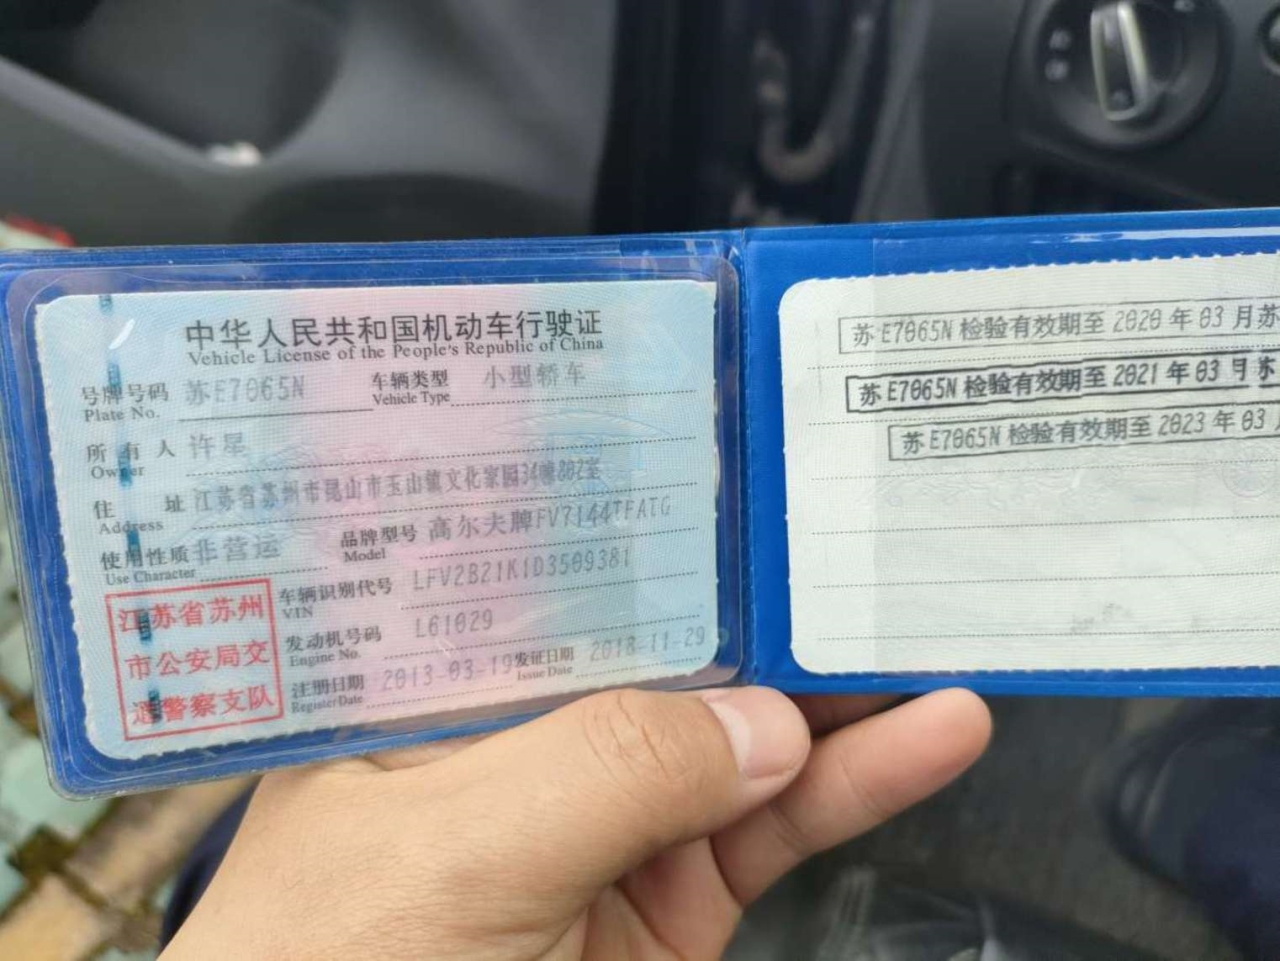 中华人民共和国机动车行驶证
Vehicle License of the People's Republic of China
号牌号码 苏E7065N 车辆类型 小型轿车
Plate No. Vehicle Type
所有人 许星
Owner
住址 江苏省苏州市昆山市玉山镇文化家园34幢802室
Address
使用性质 非营运 品牌型号 高尔夫牌FV7144TFATG
Use Character Model
车辆识别代号 LFV2B21K1D3509381
VIN
发动机号码 L61029
Engine No.
注册日期 2013-03-19 发证日期 2018-11-29
Register Date Issue Date
江苏省苏州
市公安局交
通警察支队
苏E7065N 检验有效期至 2020 年 03 月苏
苏E7065N 检验有效期至 2021 年 03 月 苏
苏E7065N 检验有效期至 2023 年 03 月